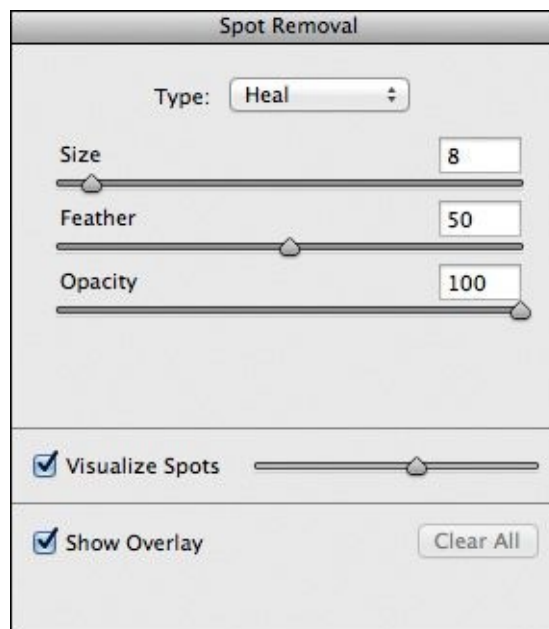 Spot Removal
Type: Heal
Size 8
Feather 50
Opacity 100
Visualize Spots
Show Overlay Clear All